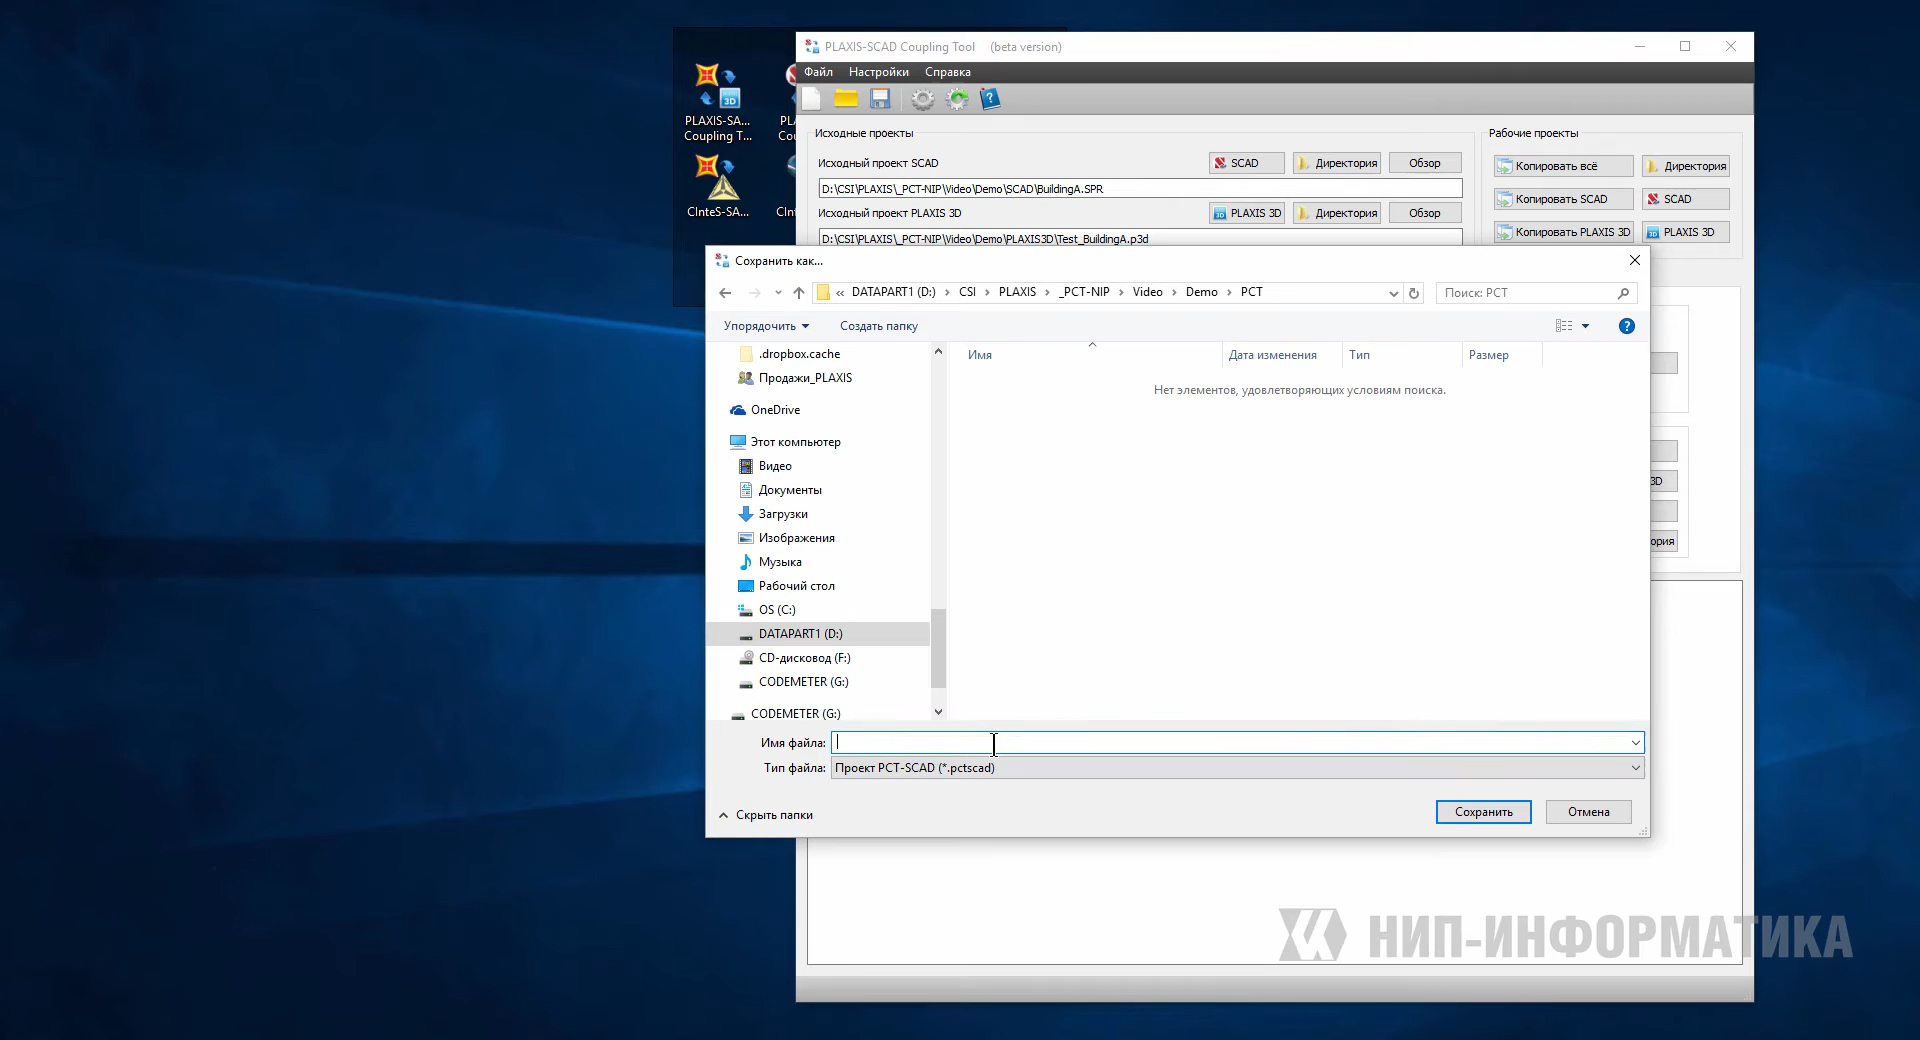 PLAXIS-SA...
Coupling T...
ClnteS-SA...
PLAXIS-SCAD Coupling Tool (beta version)
Файл Настройки Справка
Исходные проекты
Исходный проект SCAD
SCAD
Директория
Обзор
D:\CSI\PLAXIS\_PCT-NIP\Video\Demo\SCAD\BuildingA.SPR
Исходный проект PLAXIS 3D
PLAXIS 3D
Директория
Обзор
D:\CSI\PLAXIS\_PCT-NIP\Video\Demo\PLAXIS3D\Test_BuildingA.p3d
Рабочие проекты
Копировать всё
Директория
Копировать SCAD
SCAD
Копировать PLAXIS 3D
PLAXIS 3D
Сохранить как...
« DATAPART1 (D:) › CSI › PLAXIS › _PCT-NIP › Video › Demo › PCT
Поиск: PCT
Упорядочить
Создать папку
.dropbox.cache
Продажи_PLAXIS
OneDrive
Этот компьютер
Видео
Документы
Загрузки
Изображения
Музыка
Рабочий стол
OS (C:)
DATAPART1 (D:)
CD-дисковод (F:)
CODEMETER (G:)
CODEMETER (G:)
Имя
Дата изменения
Тип
Размер
Нет элементов, удовлетворяющих условиям поиска.
Имя файла:
Тип файла: Проект PCT-SCAD (*.pctscad)
Скрыть папки
Сохранить
Отмена
НИП-ИНФОРМАТИКА